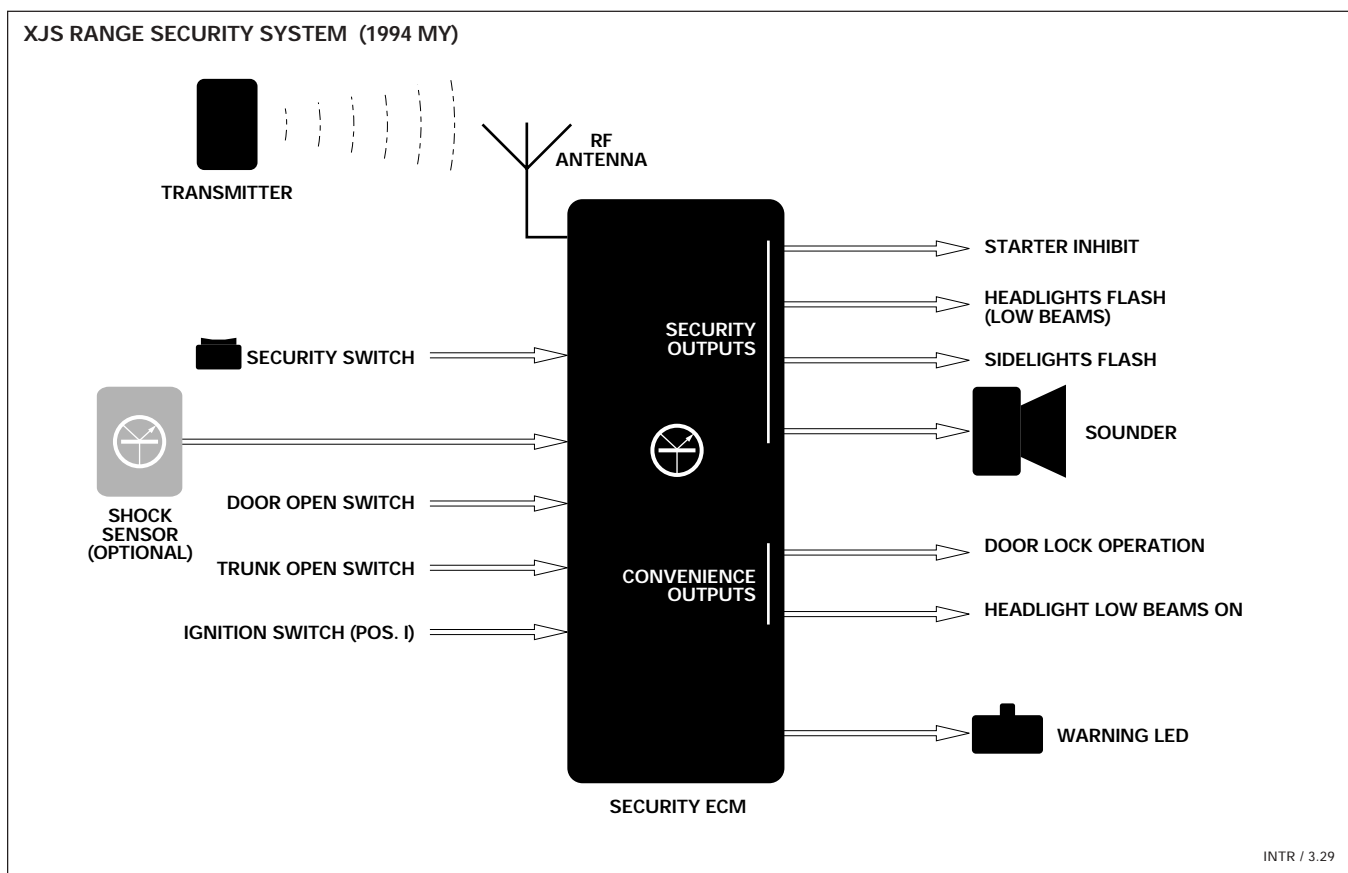 XJS RANGE SECURITY SYSTEM (1994 MY)
TRANSMITTER
RF
ANTENNA
SECURITY SWITCH
SHOCK
SENSOR
(OPTIONAL)
DOOR OPEN SWITCH
TRUNK OPEN SWITCH
IGNITION SWITCH (POS. I)
SECURITY
OUTPUTS
CONVENIENCE
OUTPUTS
SECURITY ECM
STARTER INHIBIT
HEADLIGHTS FLASH
(LOW BEAMS)
SIDELIGHTS FLASH
SOUNDER
DOOR LOCK OPERATION
HEADLIGHT LOW BEAMS ON
WARNING LED
INTR / 3.29